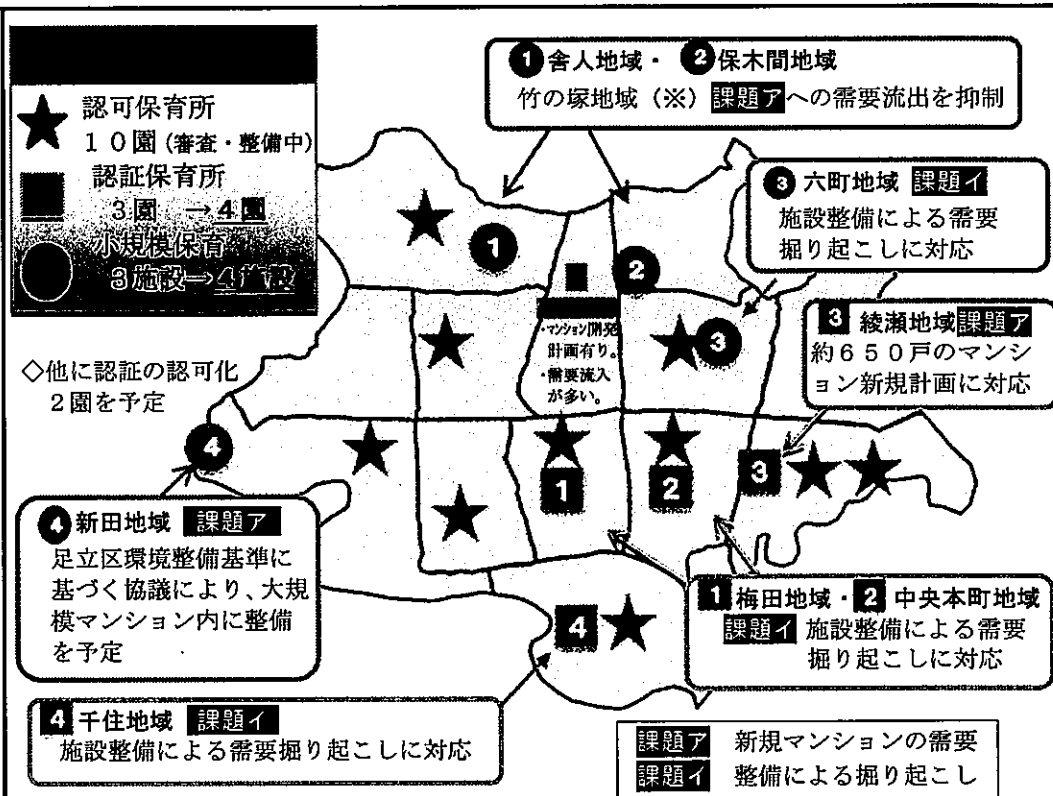 認可保育所
１０園(審査・整備中)
認証保育所
３園 →４園
小規模保育
３施設→４施設
◇他に認証の認可化
２園を予定
❶舎人地域・ ❷保木間地域
竹の塚地域（※）課題アへの需要流出を抑制
❸六町地域 課題イ
施設整備による需要
掘り起こしに対応
3 綾瀬地域課題ア
約６５０戸のマンシ
ョン新規計画に対応
1
2
3
・マンション開発
計画有り。
・需要流入
が多い。
4
1
2
3
4
❹新田地域 課題ア
足立区環境整備基準に
基づく協議により、大規
模マンション内に整備
を予定
1梅田地域・2 中央本町地域
課題イ 施設整備による需要
掘り起こしに対応
4 千住地域 課題イ
施設整備による需要掘り起こしに対応
課題ア 新規マンションの需要
課題イ 整備による掘り起こし